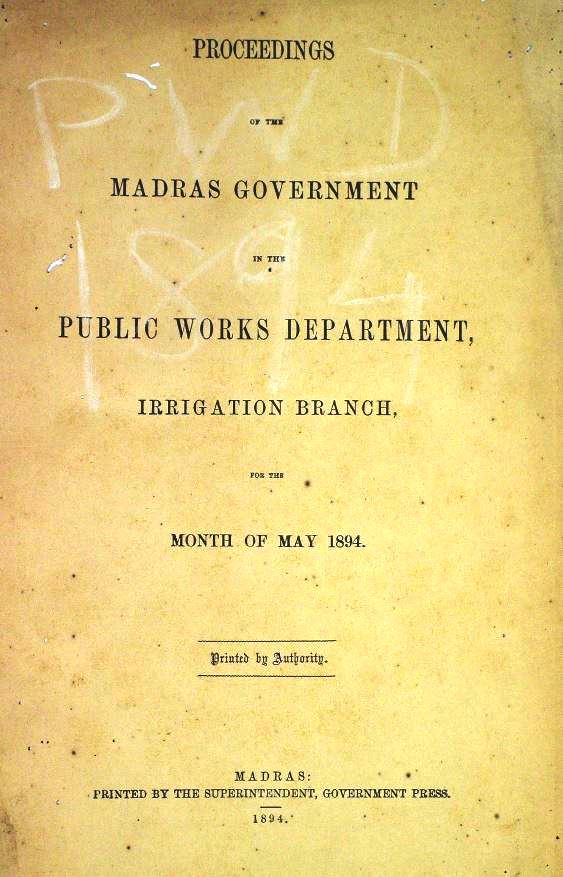 PROCEEDINGS
OF THE
MADRAS GOVERNMENT
IN THE
PUBLIC WORKS DEPARTMENT,
IRRIGATION BRANCH,
FOR THE
MONTH OF MAY 1894.
Printed by Authority.
MADRAS:
PRINTED BY THE SUPERINTENDENT, GOVERNMENT PRESS.
1894.
PWD
1894